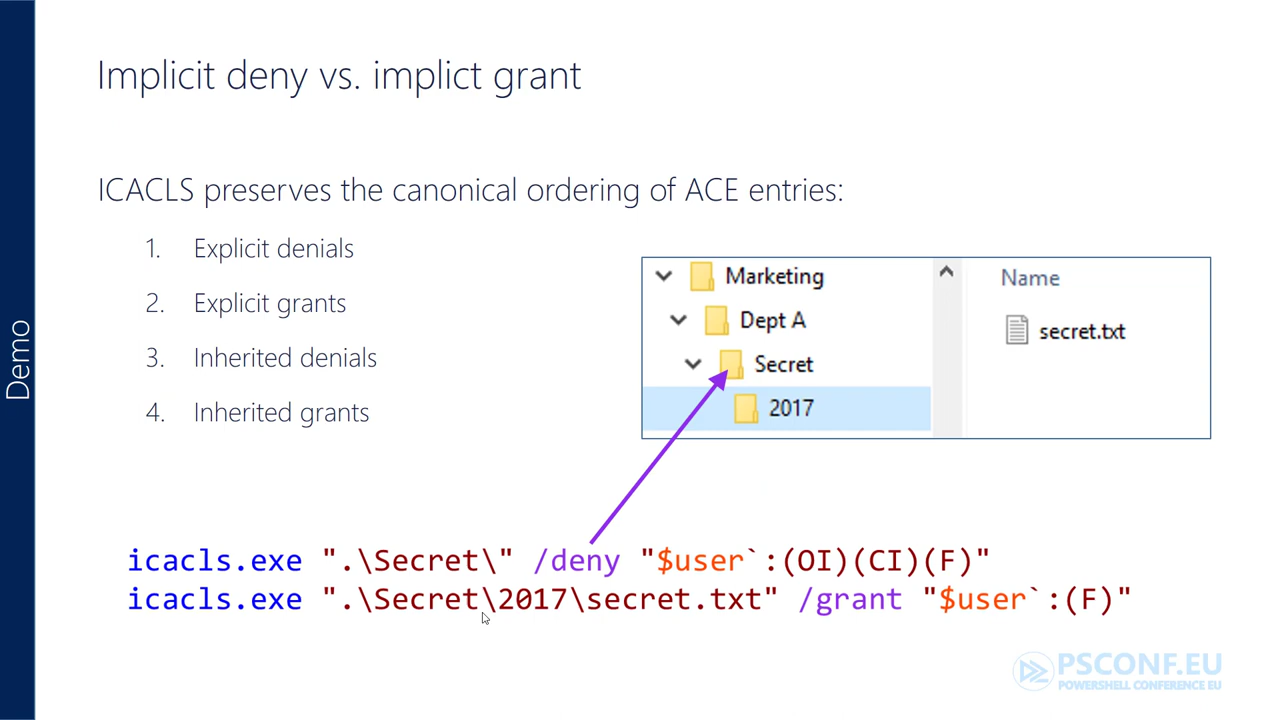 Implicit deny vs. implict grant
ICACLS preserves the canonical ordering of ACE entries:
1. Explicit denials
2. Explicit grants
3. Inherited denials
4. Inherited grants
Demo
Marketing
Dept A
Secret
2017
Name
secret.txt
icacls.exe ".\Secret\" /deny "$user`:(OI)(CI)(F)"
icacls.exe ".\Secret\2017\secret.txt" /grant "$user`:(F)"
PSCONF.EU
POWERSHELL CONFERENCE EU